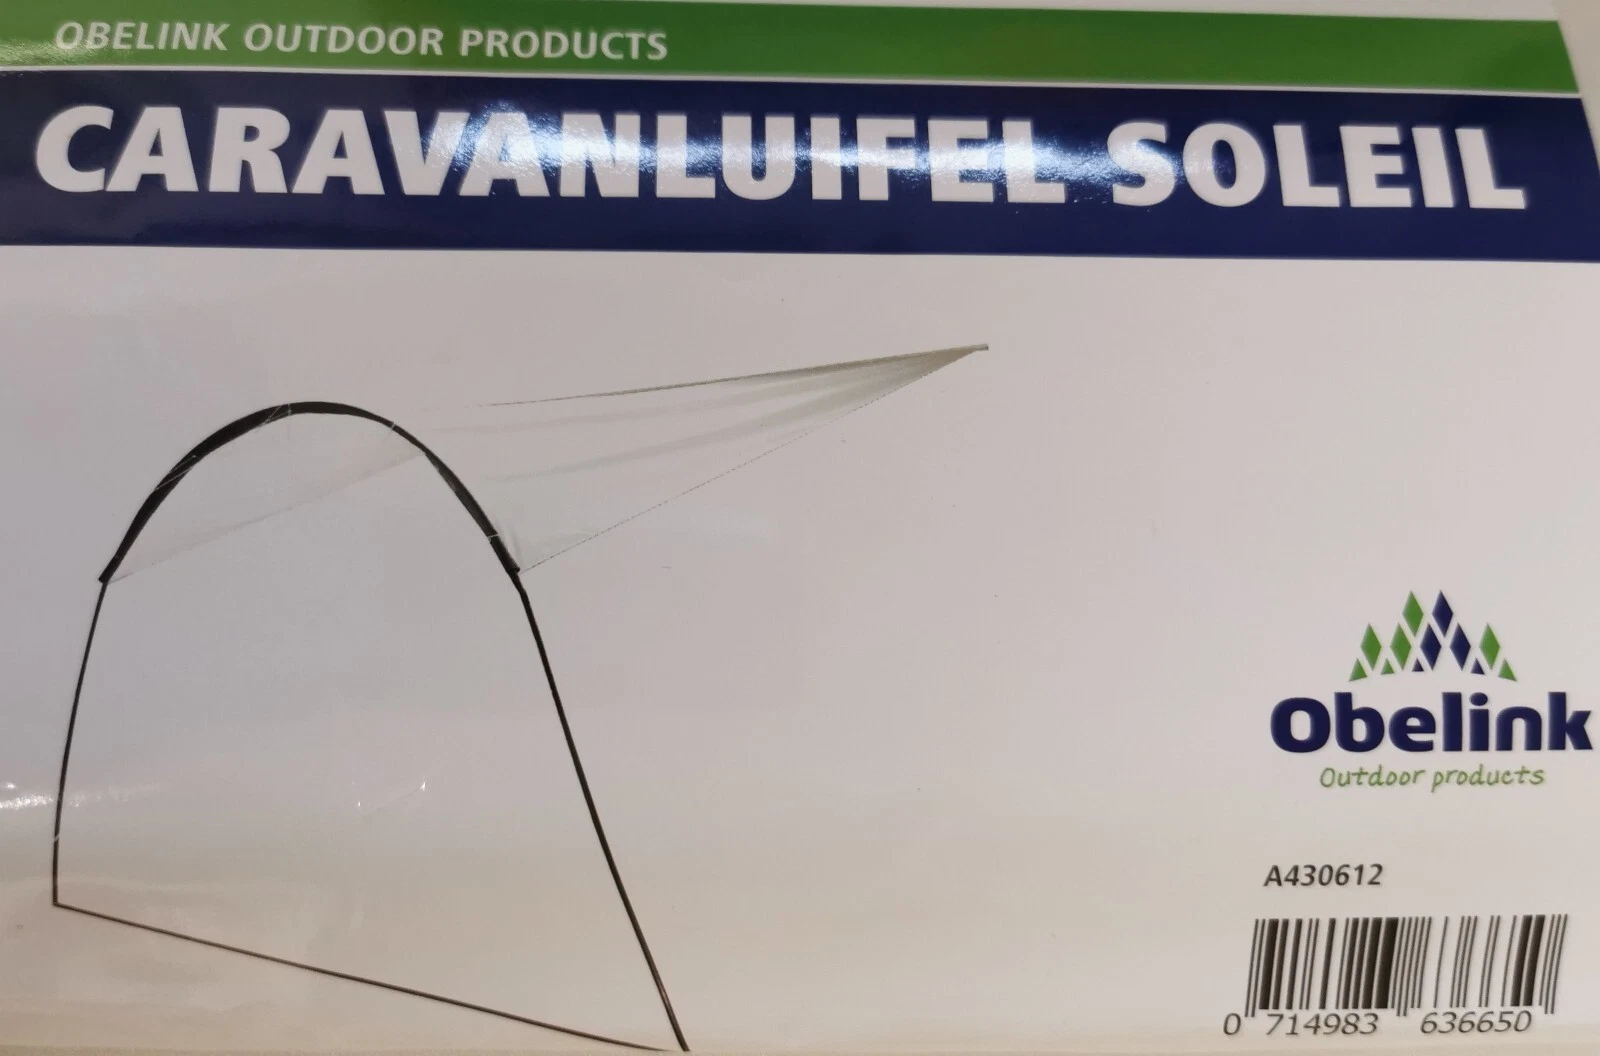 OBELINK OUTDOOR PRODUCTS
CARAVANLUIFEL SOLEIL
Obelink
Outdoor products
A430612
0 714983 636650